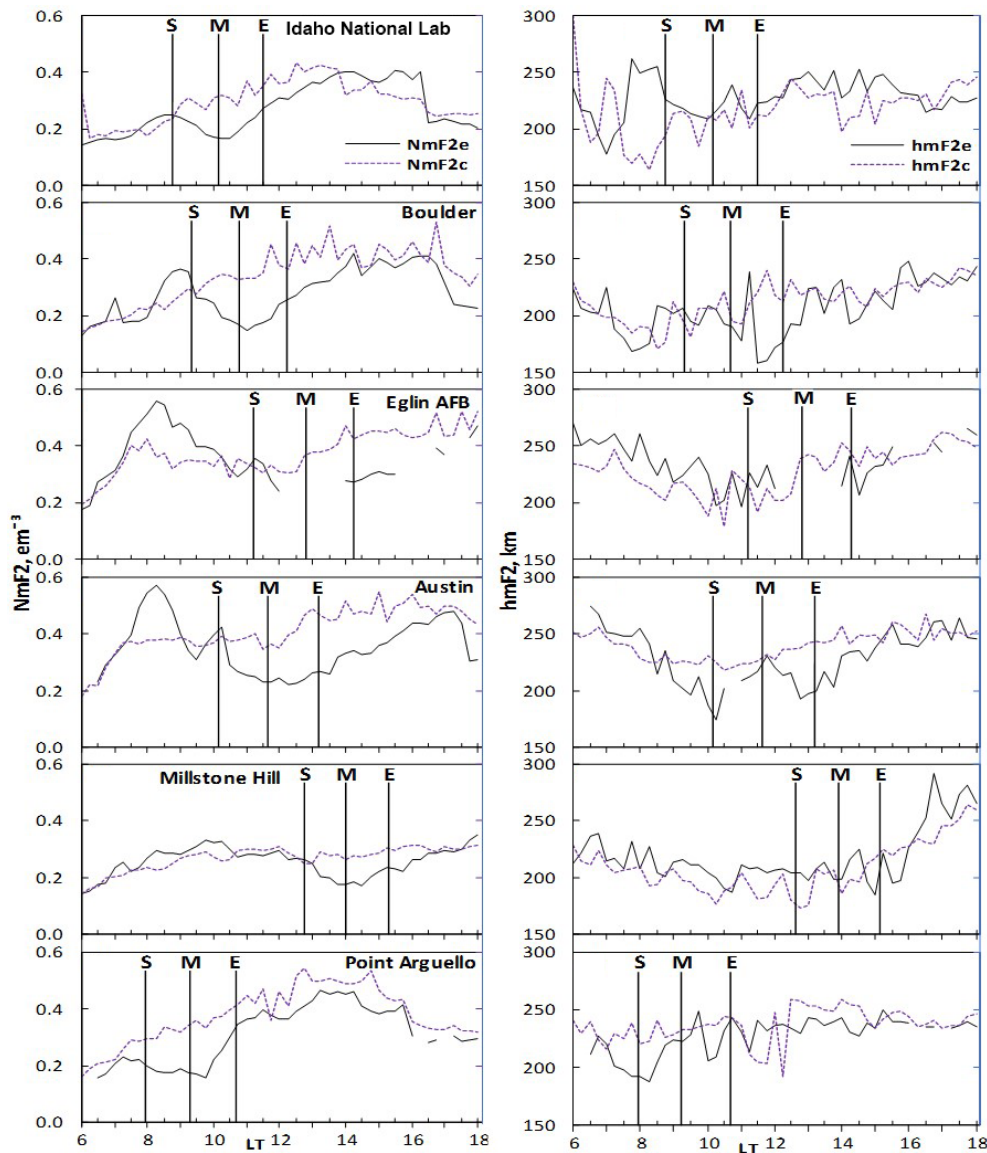 0.6
S M E
Idaho National Lab
0.4
0.2
0.0
NmF2e
NmF2c
300
S M E
250
200
150
hmF2e
hmF2c
0.6
S M E
Boulder
0.4
0.2
0.0
300
S M E
250
200
150
0.6
S M E
Eglin AFB
0.4
0.2
0.0
300
S M E
250
200
150
NmF2, em⁻³
hmF2, km
0.6
S M E
Austin
0.4
0.2
0.0
300
S M E
250
200
150
0.6
Millstone Hill
S M E
0.4
0.2
0.0
300
S M E
250
200
150
0.6
S M E
Point Arguello
0.4
0.2
0.0
6 8 10 12 14 16 18
LT
300
S M E
250
200
150
6 8 10 12 14 16 18
LT